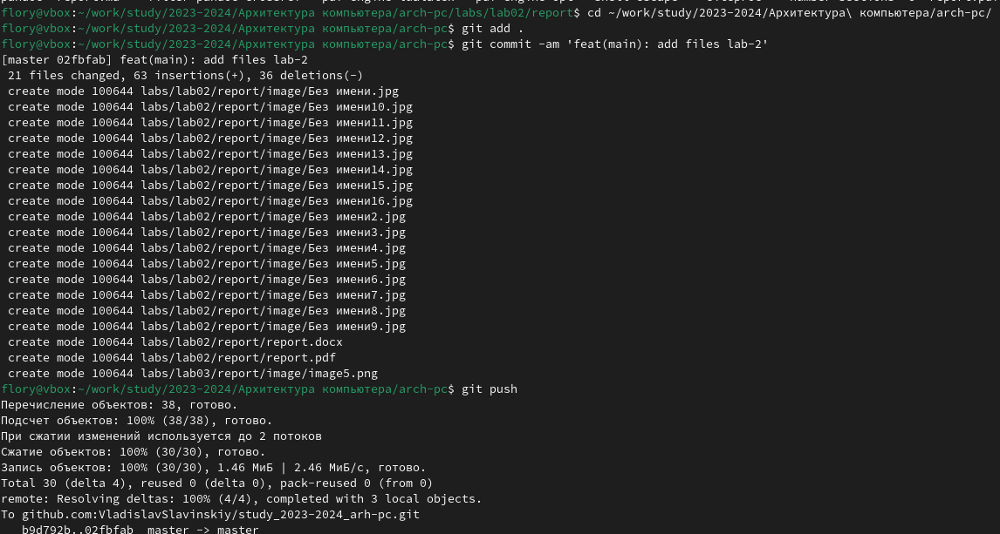 flory@vbox:~/work/study/2023-2024/Архитектура компьютера/arch-pc/labs/lab02/report$ cd ~/work/study/2023-2024/Архитектура\ компьютера/arch-pc/
flory@vbox:~/work/study/2023-2024/Архитектура компьютера/arch-pc$ git add .
flory@vbox:~/work/study/2023-2024/Архитектура компьютера/arch-pc$ git commit -am 'feat(main): add files lab-2'
[master 02fbfab] feat(main): add files lab-2
 21 files changed, 63 insertions(+), 36 deletions(-)
 create mode 100644 labs/lab02/report/image/Без имени.jpg
 create mode 100644 labs/lab02/report/image/Без имени10.jpg
 create mode 100644 labs/lab02/report/image/Без имени11.jpg
 create mode 100644 labs/lab02/report/image/Без имени12.jpg
 create mode 100644 labs/lab02/report/image/Без имени13.jpg
 create mode 100644 labs/lab02/report/image/Без имени14.jpg
 create mode 100644 labs/lab02/report/image/Без имени15.jpg
 create mode 100644 labs/lab02/report/image/Без имени16.jpg
 create mode 100644 labs/lab02/report/image/Без имени2.jpg
 create mode 100644 labs/lab02/report/image/Без имени3.jpg
 create mode 100644 labs/lab02/report/image/Без имени4.jpg
 create mode 100644 labs/lab02/report/image/Без имени5.jpg
 create mode 100644 labs/lab02/report/image/Без имени6.jpg
 create mode 100644 labs/lab02/report/image/Без имени7.jpg
 create mode 100644 labs/lab02/report/image/Без имени8.jpg
 create mode 100644 labs/lab02/report/image/Без имени9.jpg
 create mode 100644 labs/lab02/report/report.docx
 create mode 100644 labs/lab02/report/report.pdf
 create mode 100644 labs/lab03/report/image/image5.png
flory@vbox:~/work/study/2023-2024/Архитектура компьютера/arch-pc$ git push
Перечисление объектов: 38, готово.
Подсчет объектов: 100% (38/38), готово.
При сжатии изменений используется до 2 потоков
Сжатие объектов: 100% (30/30), готово.
Запись объектов: 100% (30/30), 1.46 МиБ | 2.46 МиБ/с, готово.
Total 30 (delta 4), reused 0 (delta 0), pack-reused 0 (from 0)
remote: Resolving deltas: 100% (4/4), completed with 3 local objects.
To github.com:VladislavSlavinskiy/study_2023-2024_arh-pc.git
   b9d792b..02fbfab  master -> master